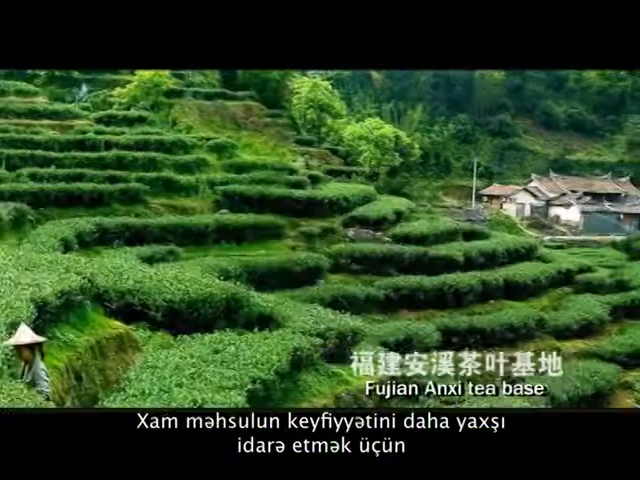 福建安溪茶叶基地
Fujian Anxi tea base
Xam məhsulun keyfiyyətini daha yaxşı
idarə etmək üçün